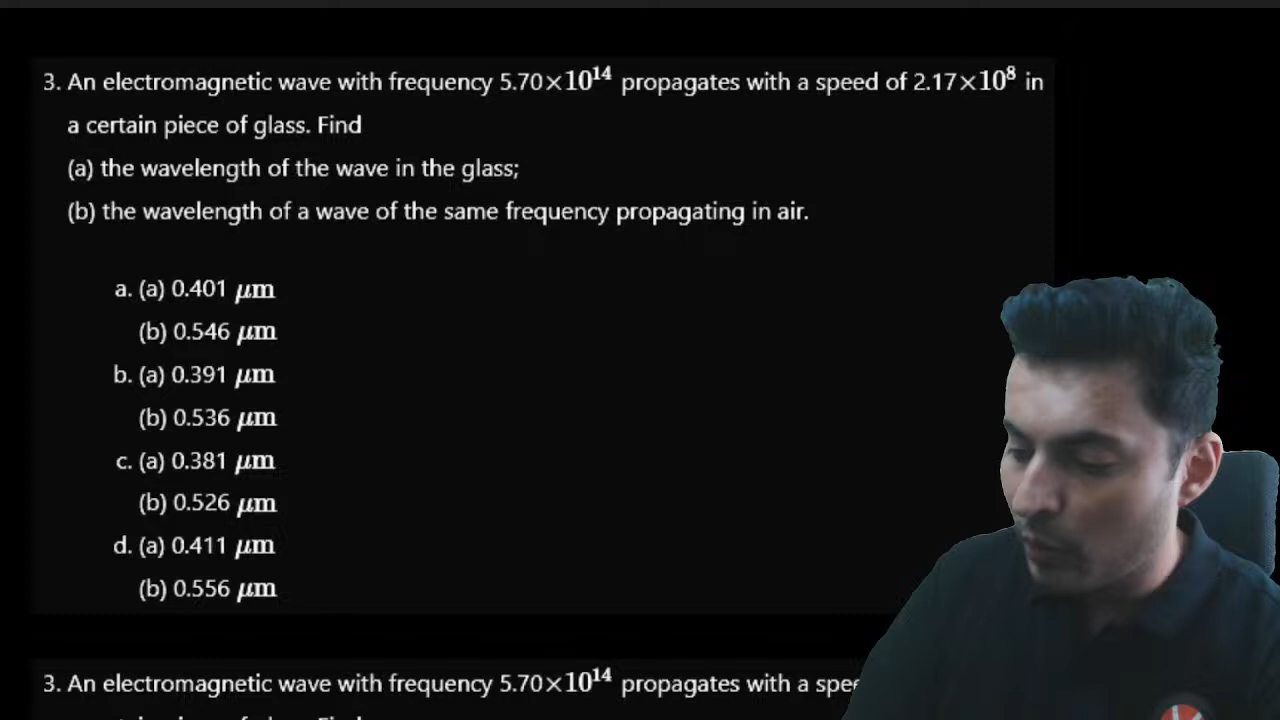 3. An electromagnetic wave with frequency 5.70×10¹⁴ propagates with a speed of 2.17×10⁸ in
a certain piece of glass. Find
(a) the wavelength of the wave in the glass;
(b) the wavelength of a wave of the same frequency propagating in air.
a. (a) 0.401 μm
(b) 0.546 μm
b. (a) 0.391 μm
(b) 0.536 μm
c. (a) 0.381 μm
(b) 0.526 μm
d. (a) 0.411 μm
(b) 0.556 μm
3. An electromagnetic wave with frequency 5.70×10¹⁴ propagates with a